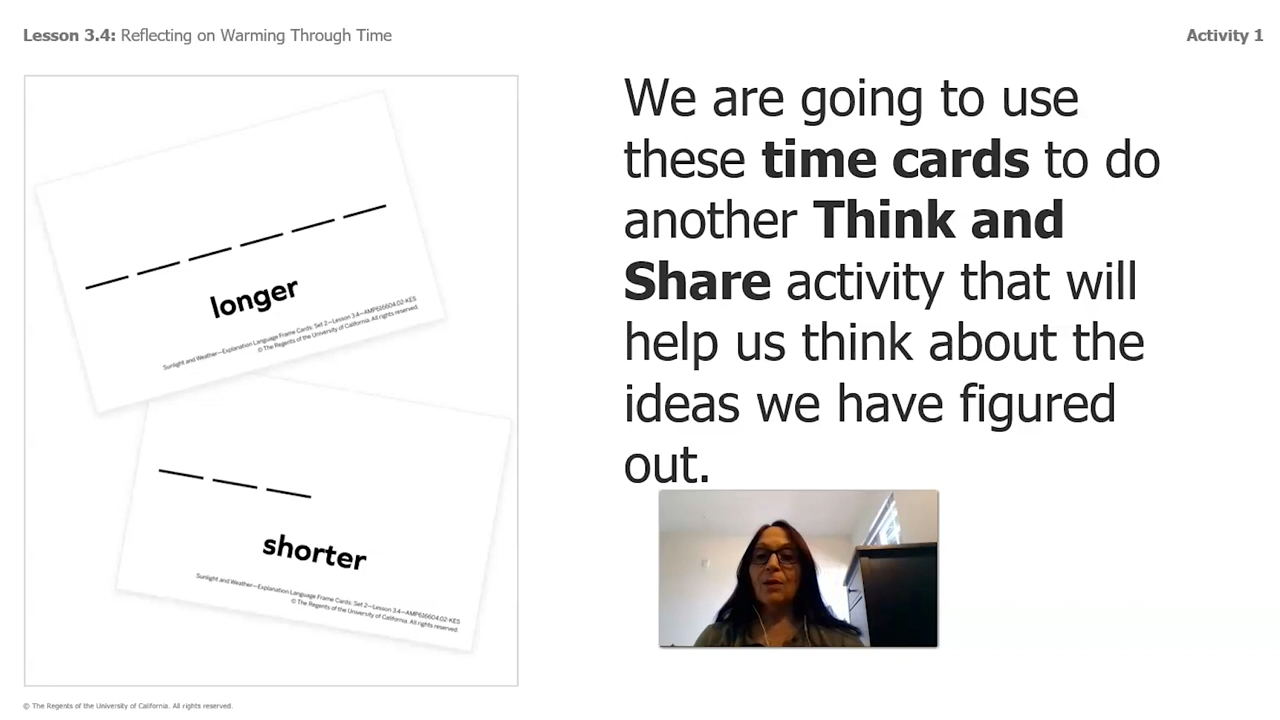 Lesson 3.4: Reflecting on Warming Through Time
Activity 1
longer
Sunlight and Weather—Explanation Language Frame Cards: Set 2—Lesson 3.4—AMP616604.02-KES
© The Regents of the University of California. All rights reserved.
shorter
Sunlight and Weather—Explanation Language Frame Cards: Set 2—Lesson 3.4—AMP616604.02-KES
© The Regents of the University of California. All rights reserved.
We are going to use
these time cards to do
another Think and
Share activity that will
help us think about the
ideas we have figured
out.
© The Regents of the University of California. All rights reserved.